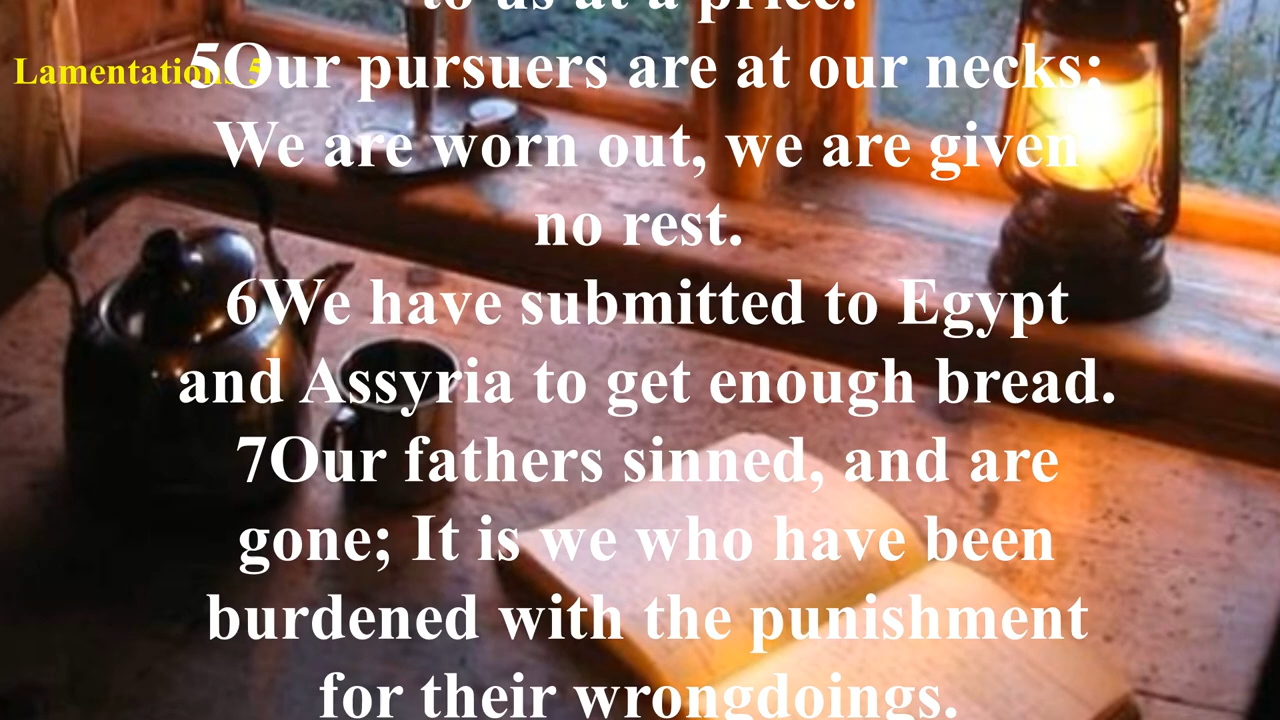 to us at a price.
Lamentations 5
5Our pursuers are at our necks:
We are worn out, we are given
no rest.
6We have submitted to Egypt
and Assyria to get enough bread.
7Our fathers sinned, and are
gone; It is we who have been
burdened with the punishment
for their wrongdoings.